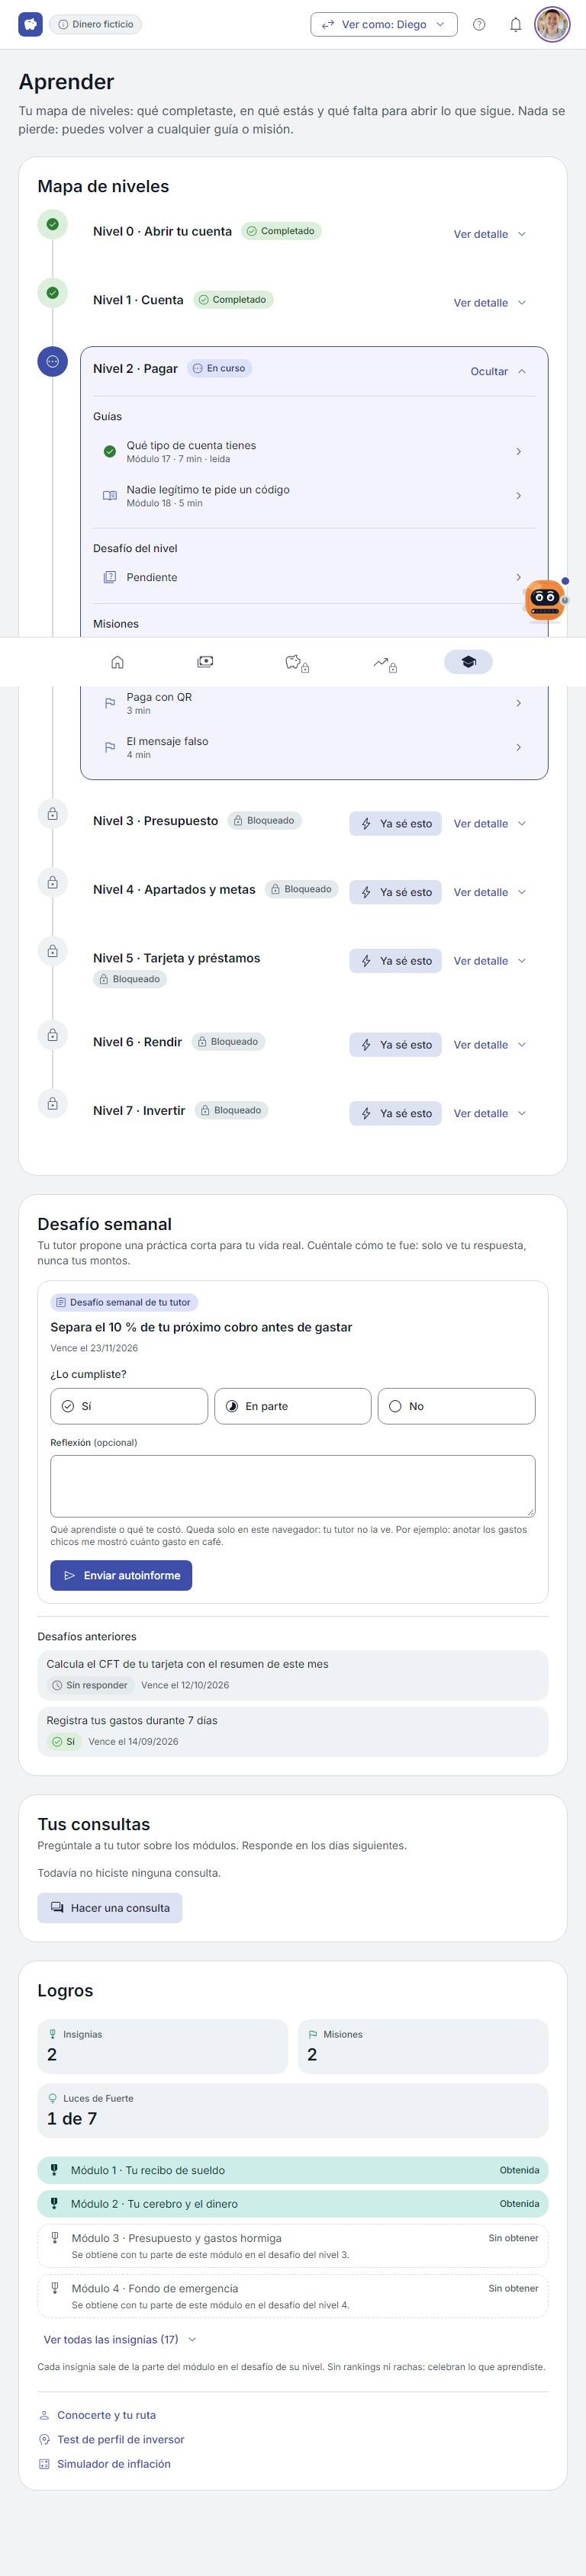 Dinero ficticio
Ver como: Diego
Aprender
Tu mapa de niveles: qué completaste, en qué estás y qué falta para abrir lo que sigue. Nada se
pierde: puedes volver a cualquier guía o misión.
Mapa de niveles
Nivel 0 · Abrir tu cuenta
Completado
Ver detalle
Nivel 1 · Cuenta
Completado
Ver detalle
Nivel 2 · Pagar
En curso
Ocultar
Guías
Qué tipo de cuenta tienes
Módulo 17 · 7 min · leída
Nadie legítimo te pide un código
Módulo 18 · 5 min
Desafío del nivel
Pendiente
Misiones
Paga con QR
3 min
El mensaje falso
4 min
Nivel 3 · Presupuesto
Bloqueado
Ya sé esto
Ver detalle
Nivel 4 · Apartados y metas
Bloqueado
Ya sé esto
Ver detalle
Nivel 5 · Tarjeta y préstamos
Bloqueado
Ya sé esto
Ver detalle
Nivel 6 · Rendir
Bloqueado
Ya sé esto
Ver detalle
Nivel 7 · Invertir
Bloqueado
Ya sé esto
Ver detalle
Desafío semanal
Tu tutor propone una práctica corta para tu vida real. Cuéntale cómo te fue: solo ve tu respuesta,
nunca tus montos.
Desafío semanal de tu tutor
Separa el 10 % de tu próximo cobro antes de gastar
Vence el 23/11/2026
¿Lo cumpliste?
Sí
En parte
No
Reflexión (opcional)
Qué aprendiste o qué te costó. Queda solo en este navegador: tu tutor no la ve. Por ejemplo: anotar los gastos
chicos me mostró cuánto gasto en café.
Enviar autoinforme
Desafíos anteriores
Calcula el CFT de tu tarjeta con el resumen de este mes
Sin responder
Vence el 12/10/2026
Registra tus gastos durante 7 días
Sí
Vence el 14/09/2026
Tus consultas
Pregúntale a tu tutor sobre los módulos. Responde en los días siguientes.
Todavía no hiciste ninguna consulta.
Hacer una consulta
Logros
Insignias
2
Misiones
2
Luces de Fuerte
1 de 7
Módulo 1 · Tu recibo de sueldo
Obtenida
Módulo 2 · Tu cerebro y el dinero
Obtenida
Módulo 3 · Presupuesto y gastos hormiga
Sin obtener
Se obtiene con tu parte de este módulo en el desafío del nivel 3.
Módulo 4 · Fondo de emergencia
Sin obtener
Se obtiene con tu parte de este módulo en el desafío del nivel 4.
Ver todas las insignias (17)
Cada insignia sale de la parte del módulo en el desafío de su nivel. Sin rankings ni rachas: celebran lo que aprendiste.
Conocerte y tu ruta
Test de perfil de inversor
Simulador de inflación